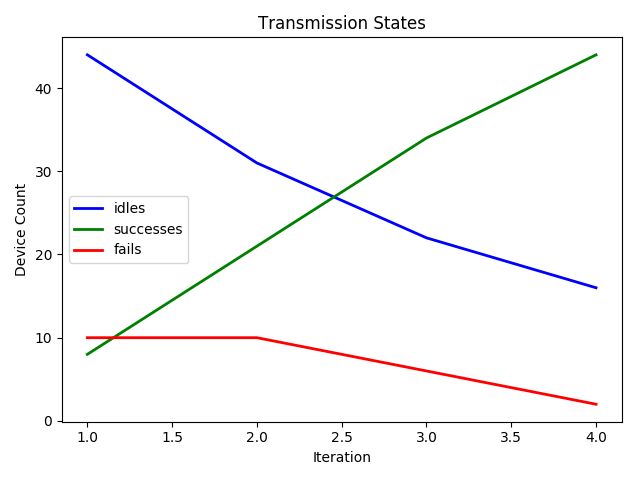 Transmission States
Device Count
40
30
20
10
0
idles
successes
fails
1.0 1.5 2.0 2.5 3.0 3.5 4.0
Iteration